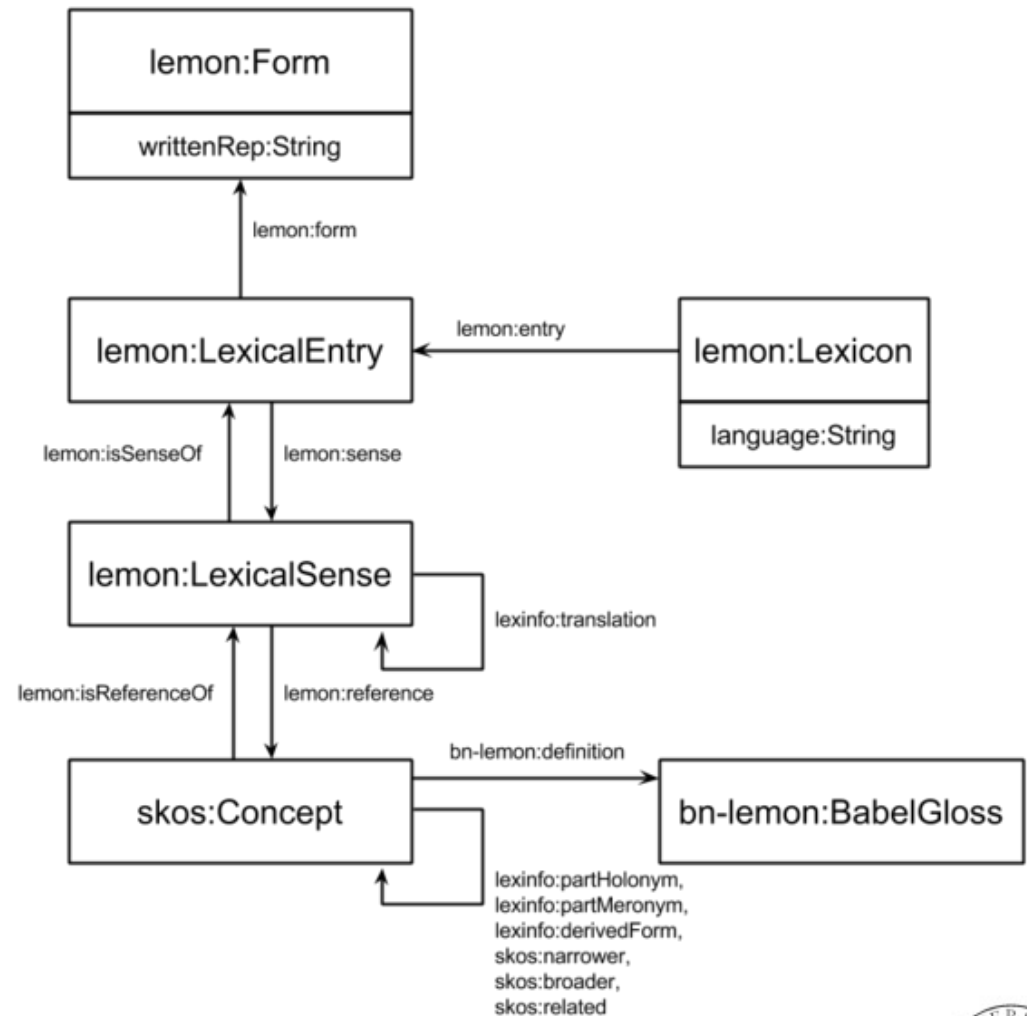 lemon:Form
writtenRep:String
lemon:form
lemon:LexicalEntry
lemon:entry
lemon:Lexicon
language:String
lemon:isSenseOf
lemon:sense
lemon:LexicalSense
lexinfo:translation
lemon:isReferenceOf
lemon:reference
bn-lemon:definition
skos:Concept
bn-lemon:BabelGloss
lexinfo:partHolonym,
lexinfo:partMeronym,
lexinfo:derivedForm,
skos:narrower,
skos:broader,
skos:related